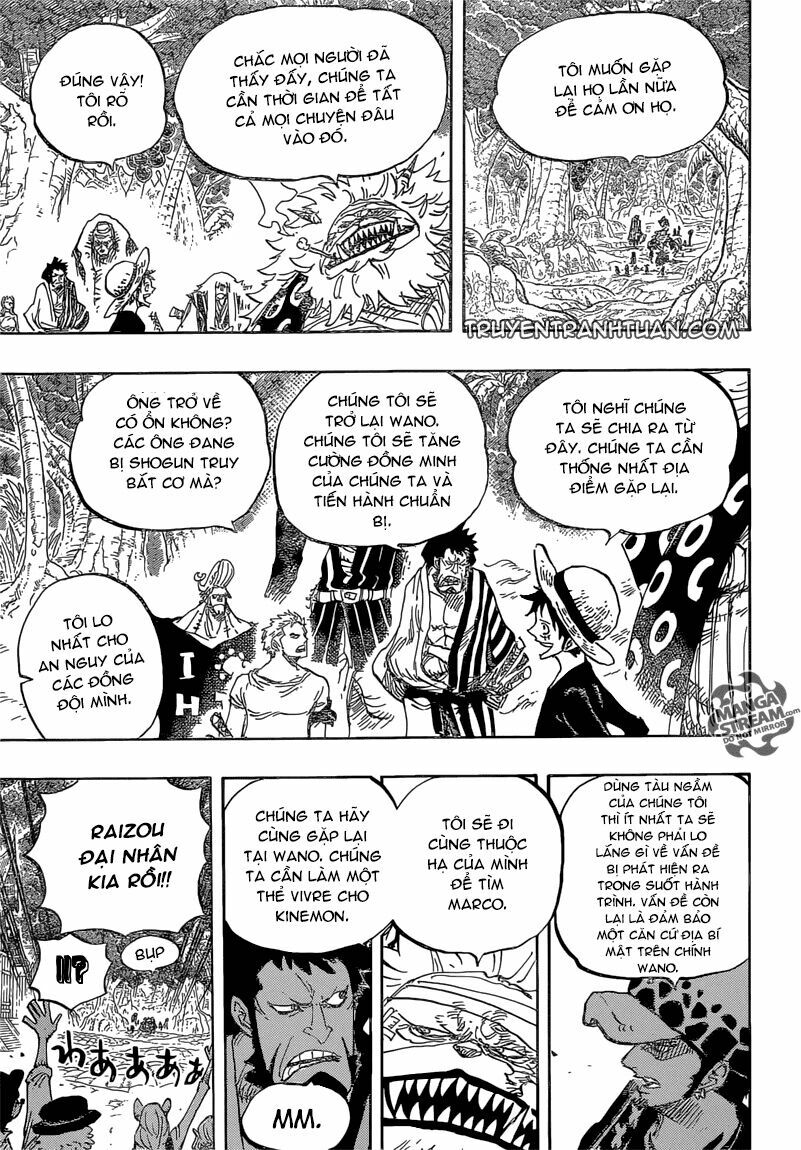 TÔI MUỐN GẶP
LẠI HỌ LẦN NỮA
ĐỂ CẢM ƠN HỌ.
CHẮC MỌI NGƯỜI ĐÃ
THẤY ĐẤY, CHÚNG TA
CẦN THỜI GIAN ĐỂ TẤT
CẢ MỌI CHUYỆN ĐÂU
VÀO ĐÓ.
ĐÚNG VẬY!
TÔI RÕ
RỒI.
TRUYENTRANHTUAN.COM
TÔI NGHĨ CHÚNG
TA SẼ CHIA RA TỪ
ĐÂY. CHÚNG TA CẦN
THỐNG NHẤT ĐỊA
ĐIỂM GẶP LẠI.
CHÚNG TÔI SẼ
TRỞ LẠI WANO.
CHÚNG TÔI SẼ TĂNG
CƯỜNG ĐỒNG MINH
CỦA CHÚNG TA VÀ
TIẾN HÀNH CHUẨN
BỊ.
ÔNG TRỞ VỀ
CÓ ỔN KHÔNG?
CÁC ÔNG ĐANG
BỊ SHOGUN TRUY
BẮT CƠ MÀ?
TÔI LO
NHẤT CHO
AN NGUY CỦA
CÁC ĐỒNG
ĐỘI MÌNH.
I
H
MANGA
STREAM.com
DO NOT MIRROR
DÙNG TÀU NGẦM
CỦA CHÚNG TÔI
THÌ ÍT NHẤT TA SẼ
KHÔNG PHẢI LO
LẮNG GÌ VỀ VẤN ĐỀ
BỊ PHÁT HIỆN RA
TRONG SUỐT HÀNH
TRÌNH. VẤN ĐỀ CÒN
LẠI LÀ ĐẢM BẢO
MỘT CĂN CỨ ĐỊA BÍ
MẬT TRÊN CHÍNH
WANO.
TÔI SẼ ĐI
CÙNG THUỘC
HẠ CỦA MÌNH
ĐỂ TÌM
MARCO.
CHÚNG TA HÃY
CÙNG GẶP LẠI
TẠI WANO. CHÚNG
TA CẦN LÀM MỘT
THẺ VIVRE CHO
KINEMON.
MM.
RAIZOU
ĐẠI NHÂN
KIA RỒI!!
BỤP
!!?
わぁぁぁぁ